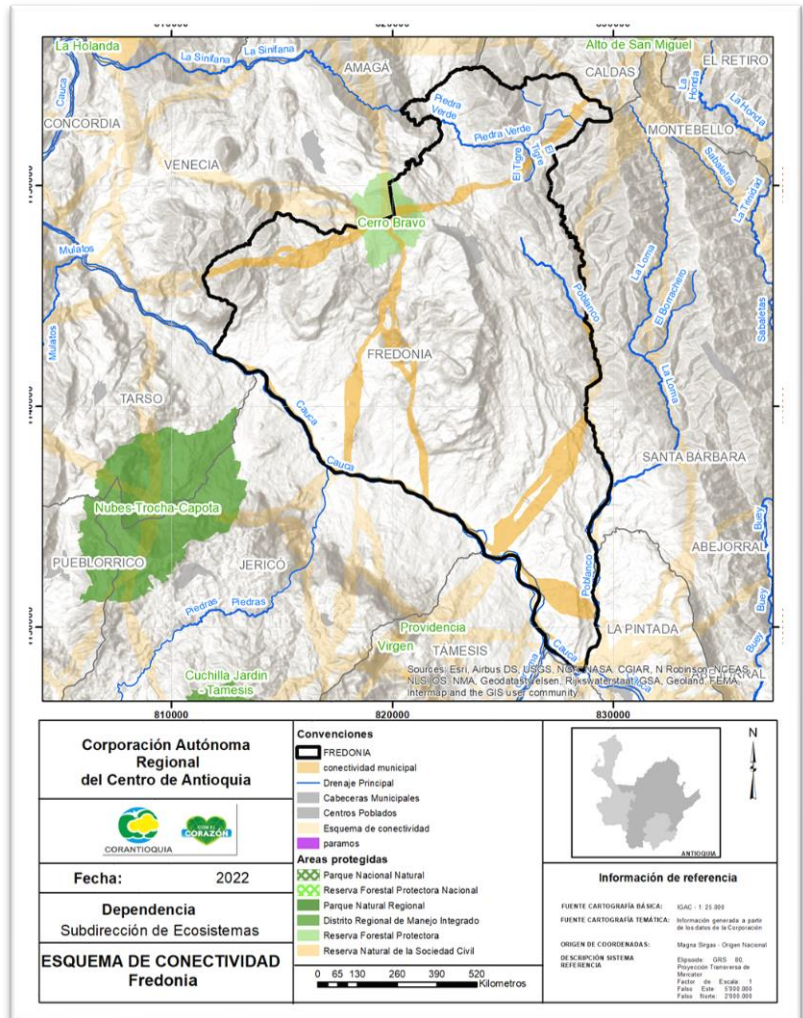 820000
La Holanda
La Sinifana
La Sinifana
AMAGÁ
Alto de San Miguel
CALDAS
EL RETIRO
La Honda
La Honda
Cauca
CONCORDIA
Piedra Verde
Piedra Verde
MONTEBELLO
VENECIA
El Tigre
El Tigre
Sabaletas
La Trinidad
Cerro Bravo
Mulatos
La Loma
El Borrachero
Poblanco
Sabaletas
Mulatos
FREDONIA
TARSO
Cauca
La Loma
Cauca
SANTA BÁRBARA
Nubes-Trocha-Capota
Buey
ABEJORRAL
PUEBLORRICO
JERICÓ
Piedras
Piedras
Poblanco
Buey
Providencia
LA PINTADA
Virgen
TÁMESIS
Cauca
Buey
Cuchilla Jardín
- Tamesis
Cauca
ABEJORRAL
Sources: Esri, Airbus DS, USGS, NGA, NASA, CGIAR, N Robinson, NCEAS,
NLS, OS, NMA, Geodatastyrelsen, Rijkswaterstaat, GSA, Geoland, FEMA,
Intermap and the GIS user community
810000
820000
830000
Corporación Autónoma
Regional
del Centro de Antioquia
CORANTIOQUIA
CORAZÓN
Fecha: 2022
Dependencia
Subdirección de Ecosistemas
ESQUEMA DE CONECTIVIDAD
Fredonia
Convenciones
FREDONIA
conectividad municipal
Drenaje Principal
Cabeceras Municipales
Centros Poblados
Esquema de conectividad
paramos
Areas protegidas
Parque Nacional Natural
Reserva Forestal Protectora Nacional
Parque Natural Regional
Distrito Regional de Manejo Integrado
Reserva Forestal Protectora
Reserva Natural de la Sociedad Civil
0 65 130 260 390 520
Kilometros
N
ANTIOQUIA
Información de referencia
FUENTE CARTOGRAFÍA BÁSICA: IGAC - 1: 25.000
FUENTE CARTOGRAFÍA TEMÁTICA: Información generada a partir
de los datos de la Corporación
ORIGEN DE COORDENADAS: Magna Sirgas - Origen Nacional
DESCRIPCIÓN SISTEMA
REFERENCIA
Elipsoide: GRS 80.
Proyección Transversa de
Mercator
Factor de Escala: 1
Falso Este: 5'000.000
Falso Norte: 2'000.000